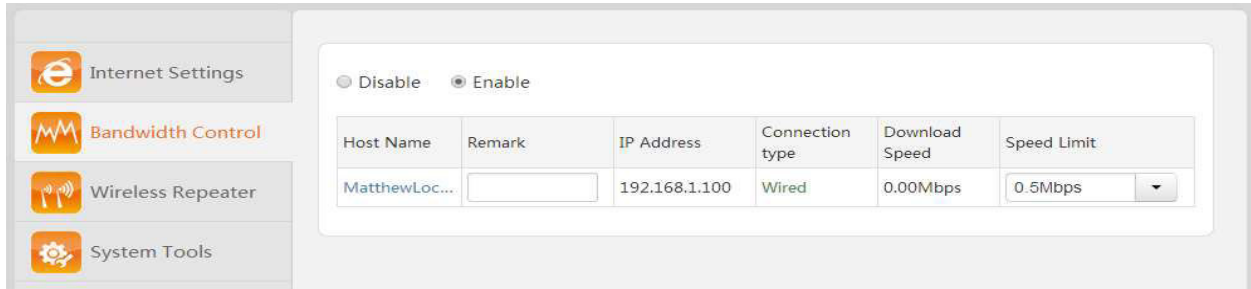 Internet Settings
Bandwidth Control
Wireless Repeater
System Tools
Disable Enable
Host Name Remark IP Address Connection type Download Speed Speed Limit
MatthewLoc... 192.168.1.100 Wired 0.00Mbps 0.5Mbps